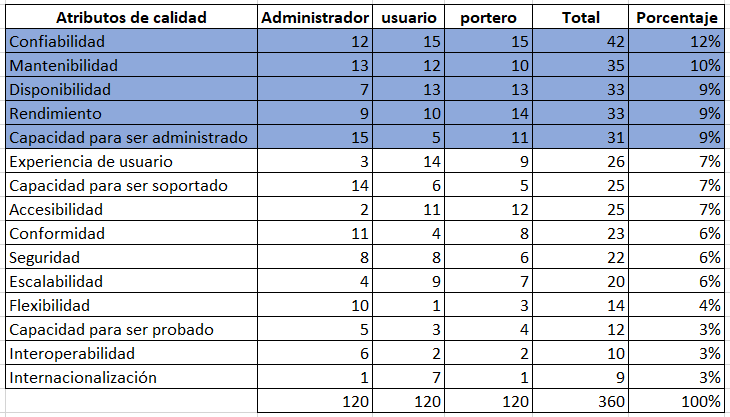 Atributos de calidad Administrador usuario portero Total Porcentaje
Confiabilidad 12 15 15 42 12%
Mantenibilidad 13 12 10 35 10%
Disponibilidad 7 13 13 33 9%
Rendimiento 9 10 14 33 9%
Capacidad para ser administrado 15 5 11 31 9%
Experiencia de usuario 3 14 9 26 7%
Capacidad para ser soportado 14 6 5 25 7%
Accesibilidad 2 11 12 25 7%
Conformidad 11 4 8 23 6%
Seguridad 8 8 6 22 6%
Escalabilidad 4 9 7 20 6%
Flexibilidad 10 1 3 14 4%
Capacidad para ser probado 5 3 4 12 3%
Interoperabilidad 6 2 2 10 3%
Internacionalización 1 7 1 9 3%
120 120 120 360 100%